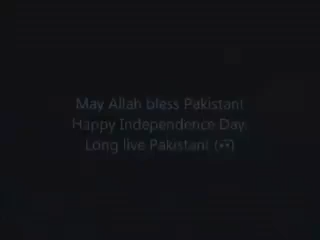 May Allah bless Pakistan!
Happy Independence Day
Long live Pakistan! (••)